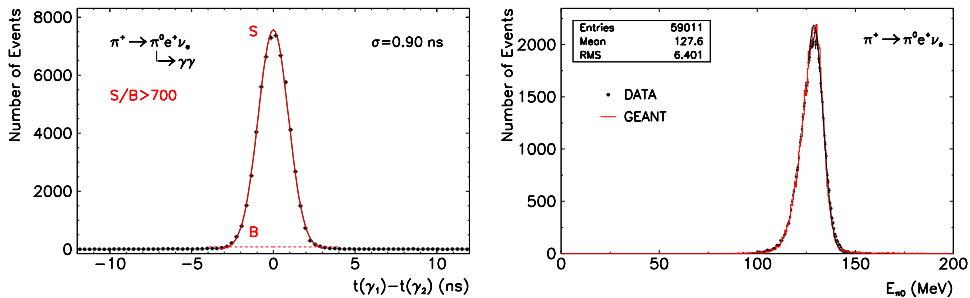 Number of Events
8000
6000
4000
2000
0
π⁺→π⁰e⁺νₑ
→γγ
S/B>700
S
B
σ=0.90 ns
−10 −5 0 5 10
t(γ₁)−t(γ₂) (ns)
Number of Events
2000
1500
1000
500
0
Entries 59011
Mean 127.6
RMS 6.401
π⁺→π⁰e⁺νₑ
DATA
GEANT
0 50 100 150 200
E_π0 (MeV)